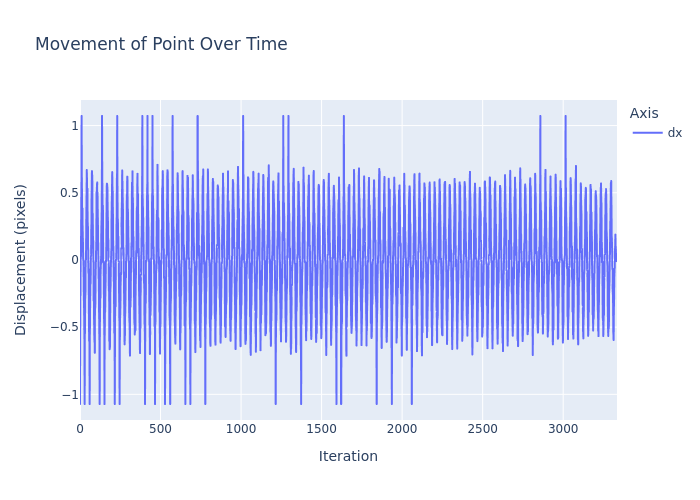 Movement of Point Over Time
Axis
dx
1
0.5
0
−0.5
−1
Displacement (pixels)
0
500
1000
1500
2000
2500
3000
Iteration